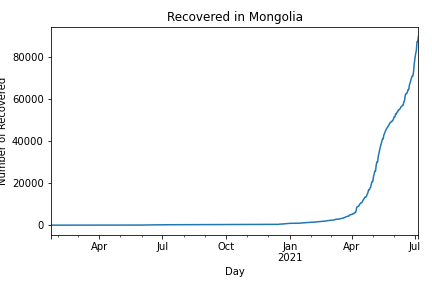 Recovered in Mongolia
Number of Recovered
80000
60000
40000
20000
0
Apr Jul Oct Jan Apr Jul
2021
Day